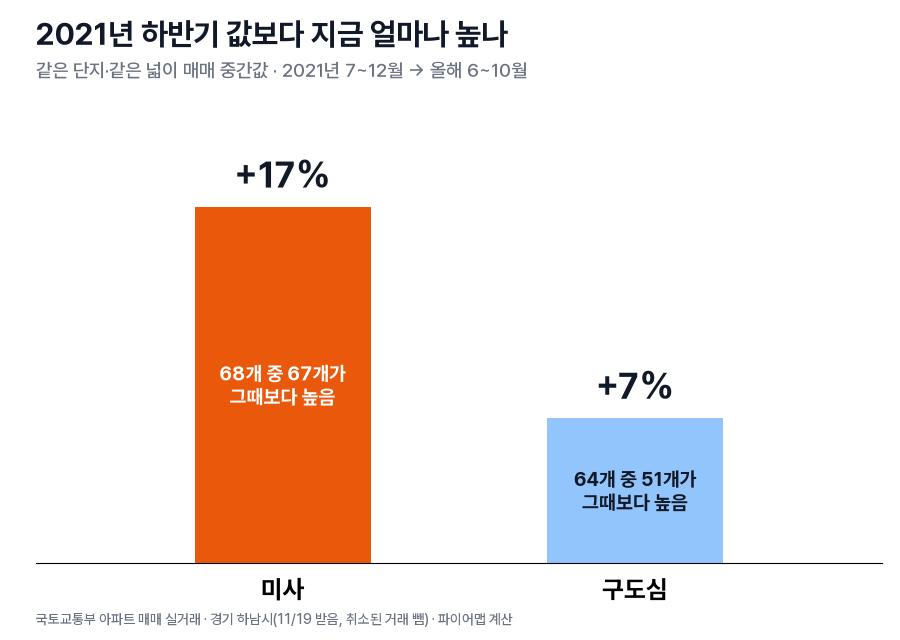 2021년 하반기 값보다 지금 얼마나 높나
같은 단지·같은 넓이 매매 중간값 · 2021년 7~12월 → 올해 6~10월
+17%
68개 중 67개가
그때보다 높음
+7%
64개 중 51개가
그때보다 높음
미사
구도심
국토교통부 아파트 매매 실거래 · 경기 하남시(11/19 받음, 취소된 거래 뺌) · 파이어맵 계산